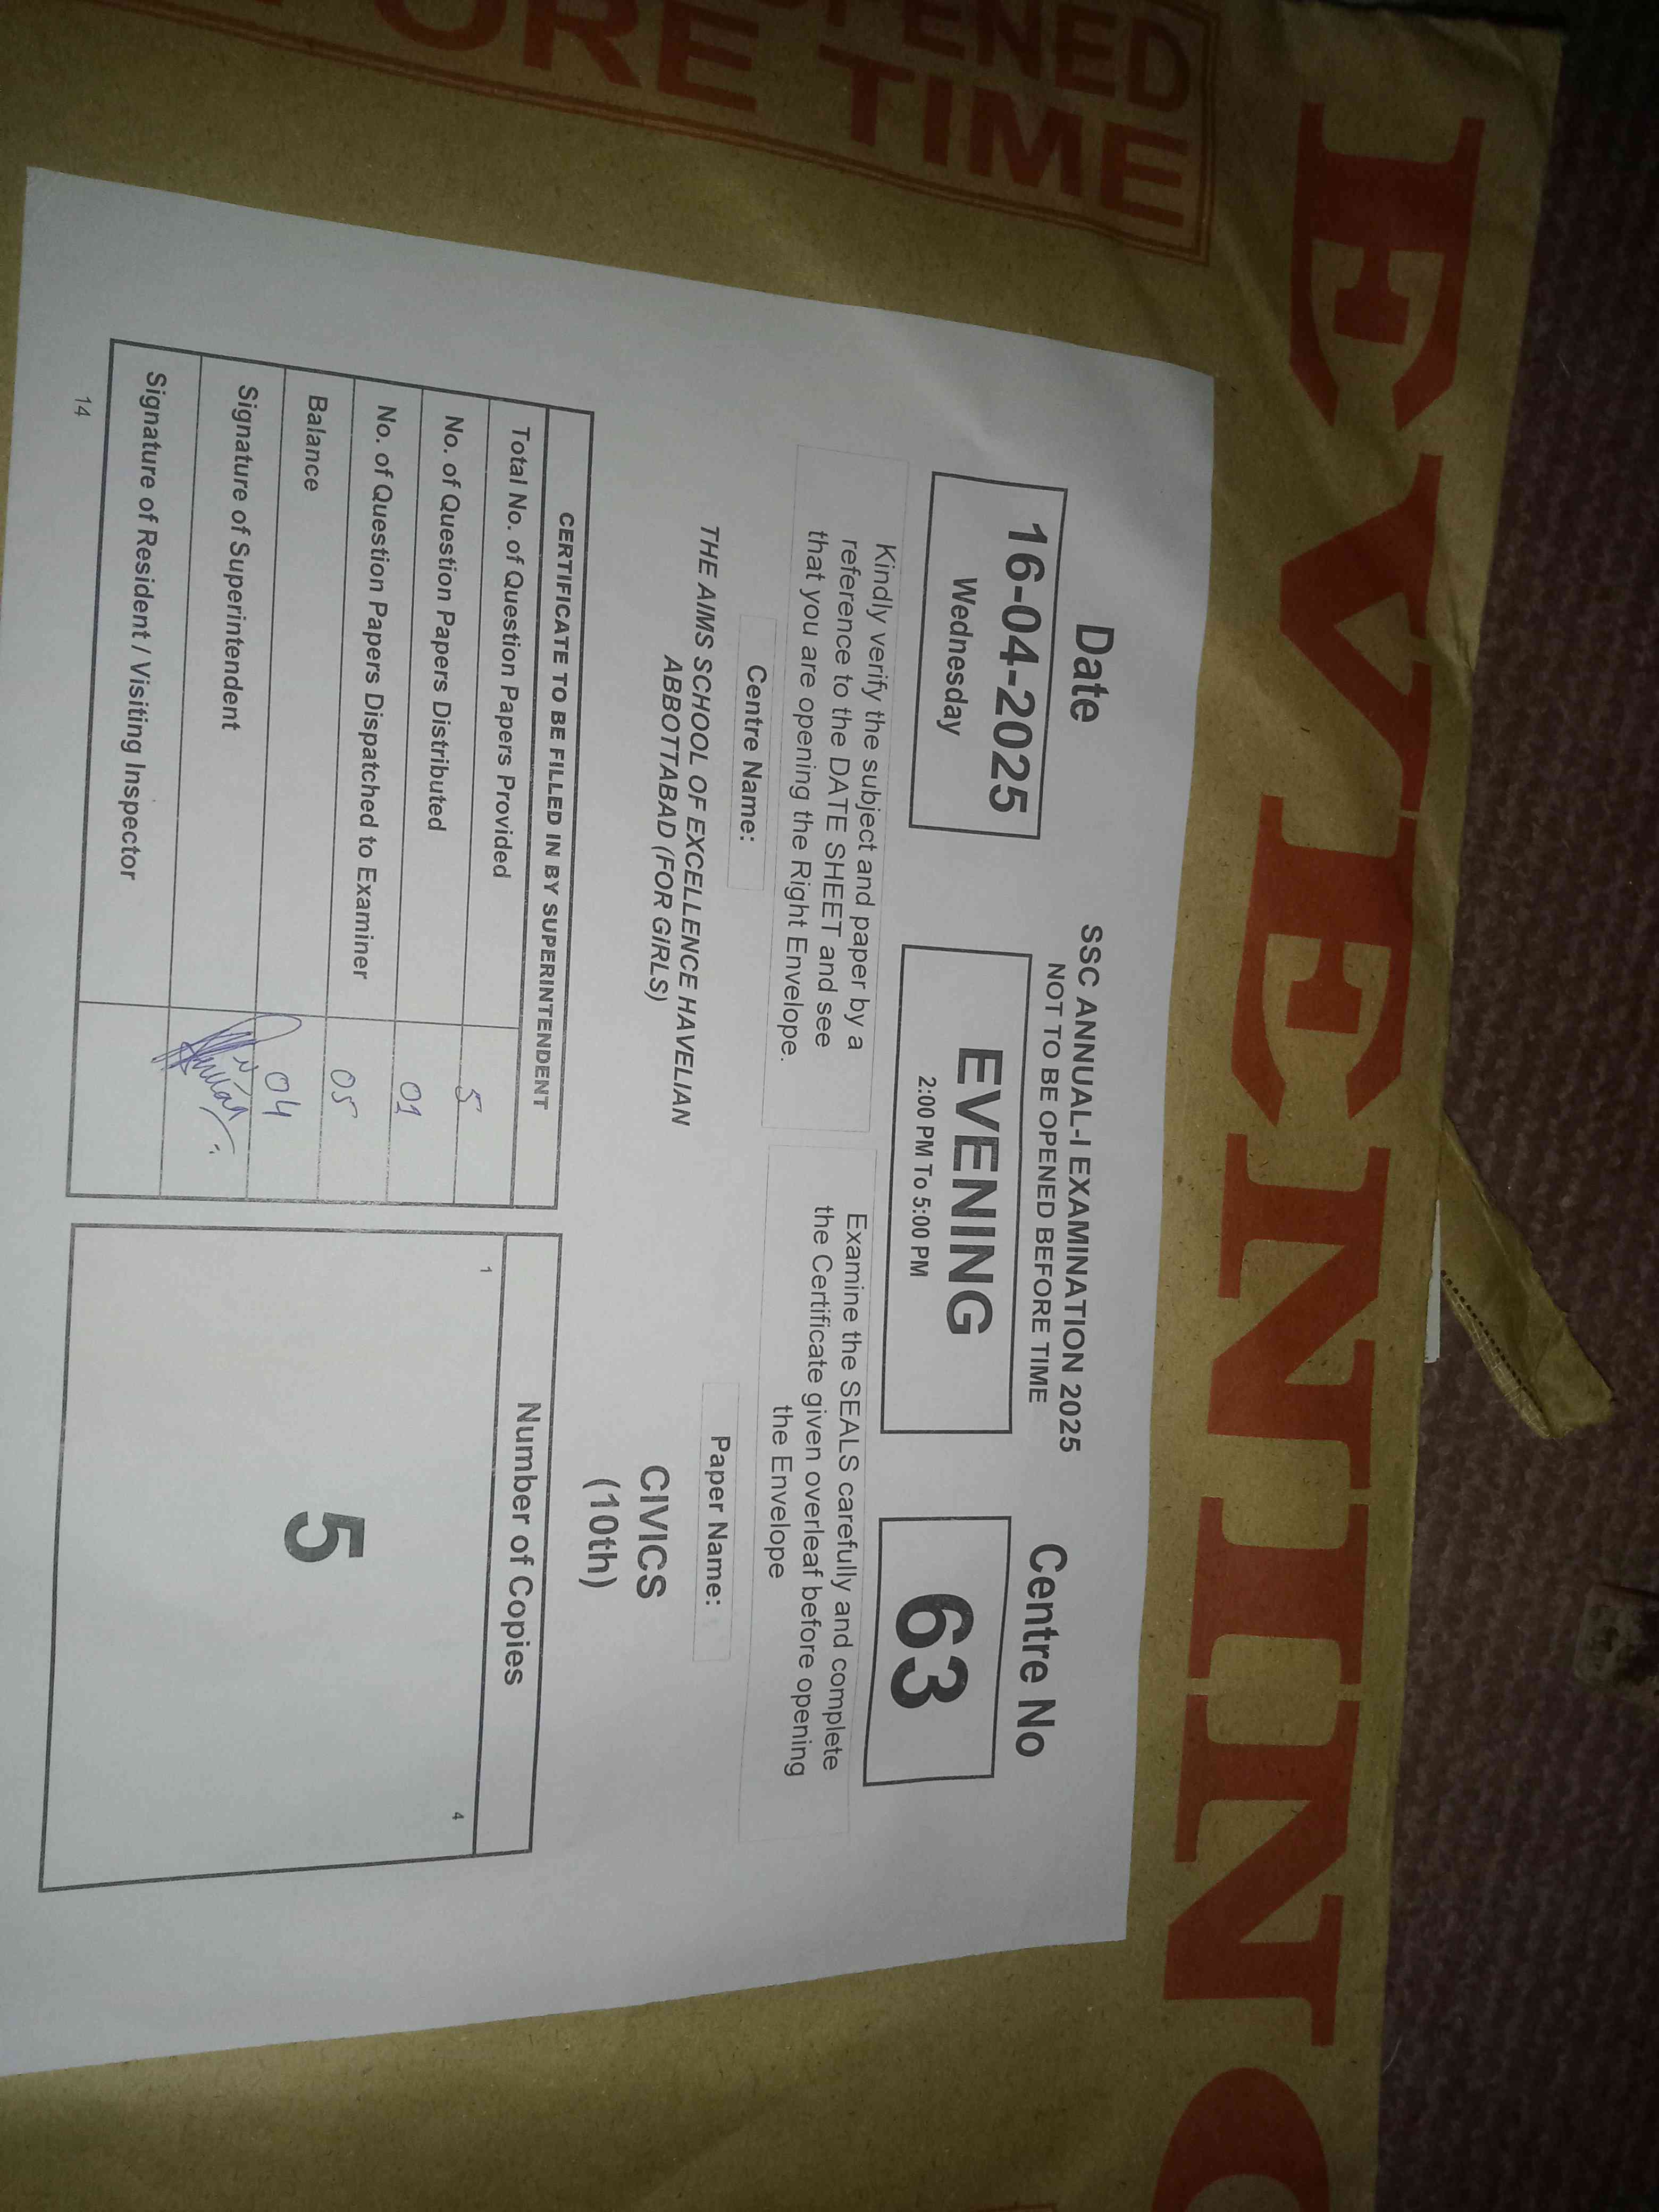 OPENED
ORE TIME
EVENING
Date
16-04-2025
Wednesday
SSC ANNUAL-I EXAMINATION 2025
NOT TO BE OPENED BEFORE TIME
EVENING
2:00 PM To 5:00 PM
Centre No
63
Kindly verify the subject and paper by a
reference to the DATE SHEET and see
that you are opening the Right Envelope.
Examine the SEALS carefully and complete
the Certificate given overleaf before opening
the Envelope
Centre Name:
THE AIMS SCHOOL OF EXCELLENCE HAVELIAN
ABBOTTABAD (FOR GIRLS)
Paper Name:
CIVICS
(10th)
CERTIFICATE TO BE FILLED IN BY SUPERINTENDENT
Total No. of Question Papers Provided 5
No. of Question Papers Distributed 01
No. of Question Papers Dispatched to Examiner 05
Balance 04
Signature of Superintendent
Signature of Resident / Visiting Inspector
Number of Copies
1 4
5
14